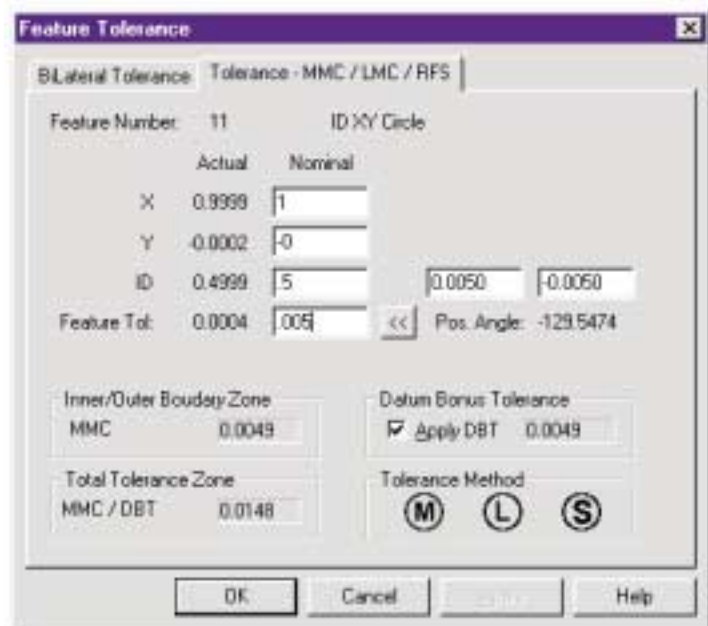 Feature Tolerance
BiLateral Tolerance Tolerance - MMC / LMC / RFS
Feature Number: 11 ID XY Circle
Actual Nominal
X 0.9999 1
Y -0.0002 -0
ID 0.4999 .5 0.0050 -0.0050
Feature Tol: 0.0004 .005 << Pos. Angle: -129.5474
Inner/Outer Bouday Zone Datum Bonus Tolerance
MMC 0.0049 Apply DBT 0.0049
Total Tolerance Zone Tolerance Method
MMC / DBT 0.0148 M L S
OK Cancel Help